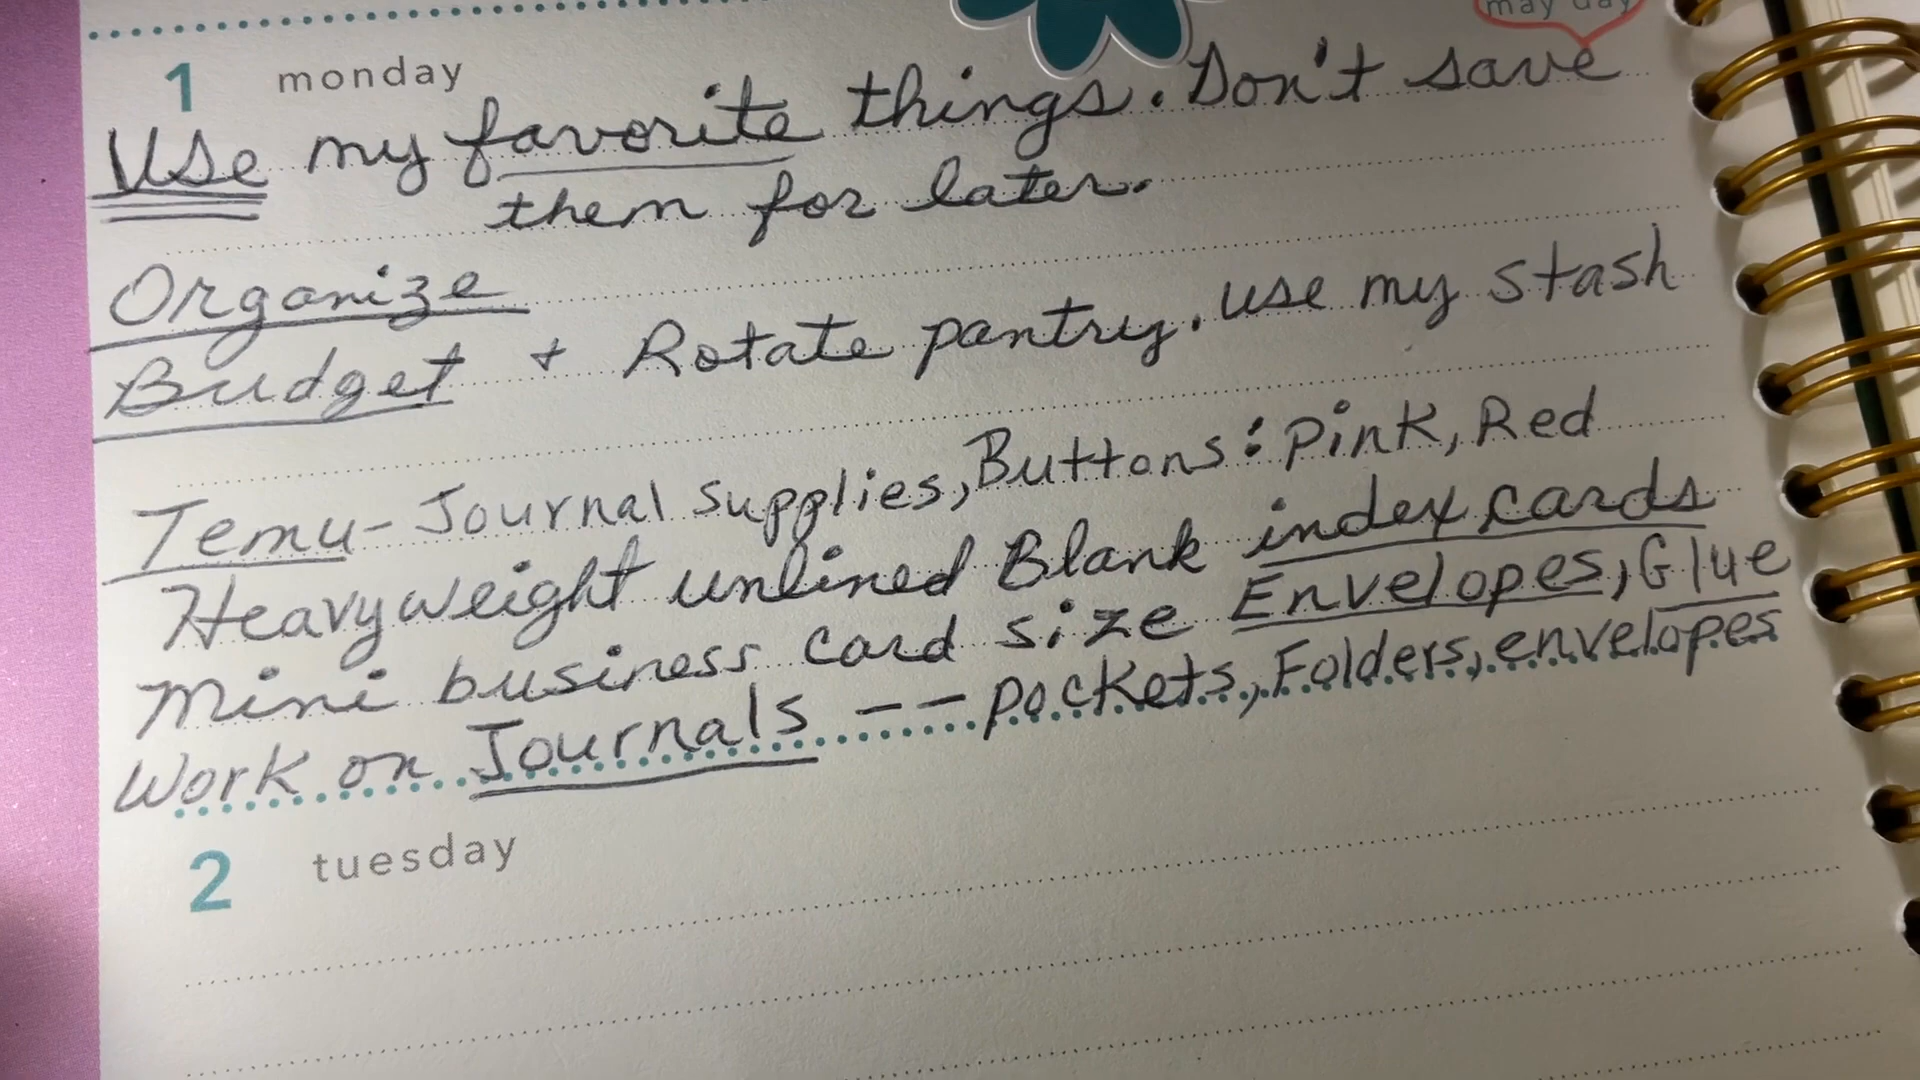 may day
1 monday
Use my favorite things. Don't save
them for later.
Organize
Budget + Rotate pantry. use my stash
Temu - Journal supplies, Buttons: Pink, Red
Heavyweight unlined Blank index cards
Mini business card size Envelopes, Glue
Work on Journals -- pockets, Folders, envelopes
2 tuesday